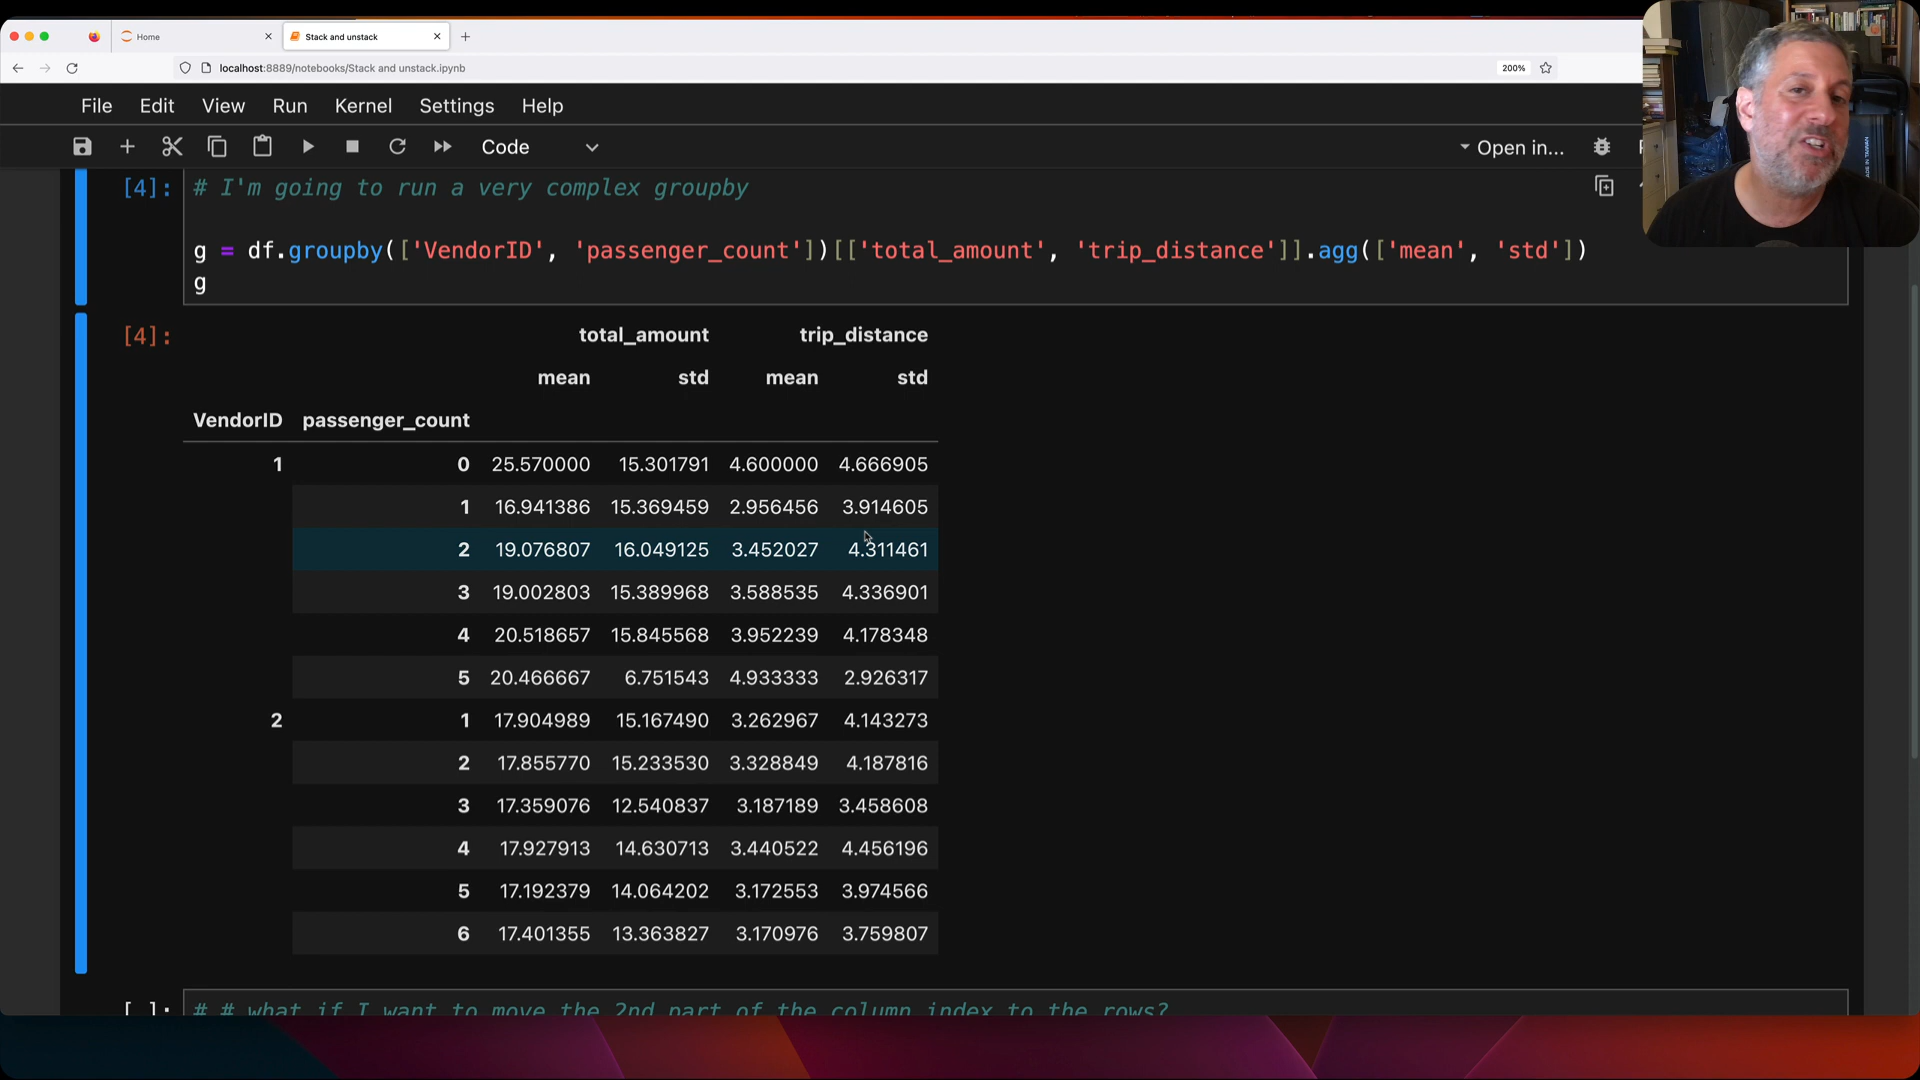 Home
Stack and unstack
localhost:8889/notebooks/Stack and unstack.ipynb
200%
File Edit View Run Kernel Settings Help
Code
Open in...
[4]: # I'm going to run a very complex groupby
g = df.groupby(['VendorID', 'passenger_count'])[['total_amount', 'trip_distance']].agg(['mean', 'std'])
g
[4]: total_amount trip_distance
mean std mean std
VendorID passenger_count
1 0 25.570000 15.301791 4.600000 4.666905
1 16.941386 15.369459 2.956456 3.914605
2 19.076807 16.049125 3.452027 4.311461
3 19.002803 15.389968 3.588535 4.336901
4 20.518657 15.845568 3.952239 4.178348
5 20.466667 6.751543 4.933333 2.926317
2 1 17.904989 15.167490 3.262967 4.143273
2 17.855770 15.233530 3.328849 4.187816
3 17.359076 12.540837 3.187189 3.458608
4 17.927913 14.630713 3.440522 4.456196
5 17.192379 14.064202 3.172553 3.974566
6 17.401355 13.363827 3.170976 3.759807
[ ]: # # what if I want to move the 2nd part of the column index to the rows?
MADE IN TAIWAN